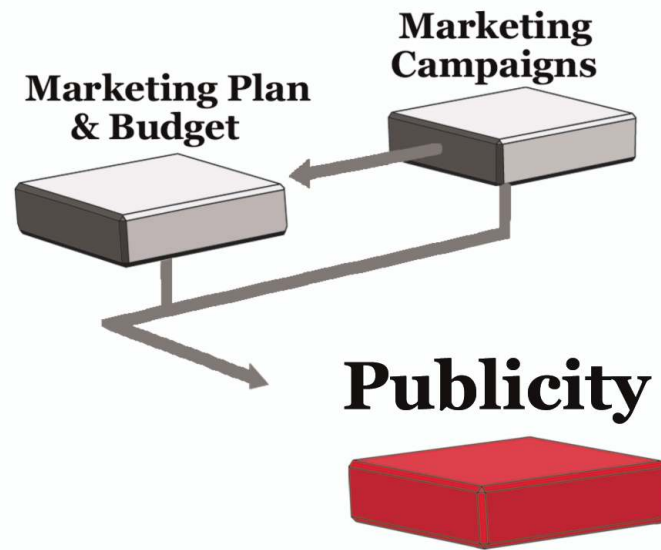 Marketing
Campaigns
Marketing Plan
& Budget
Publicity